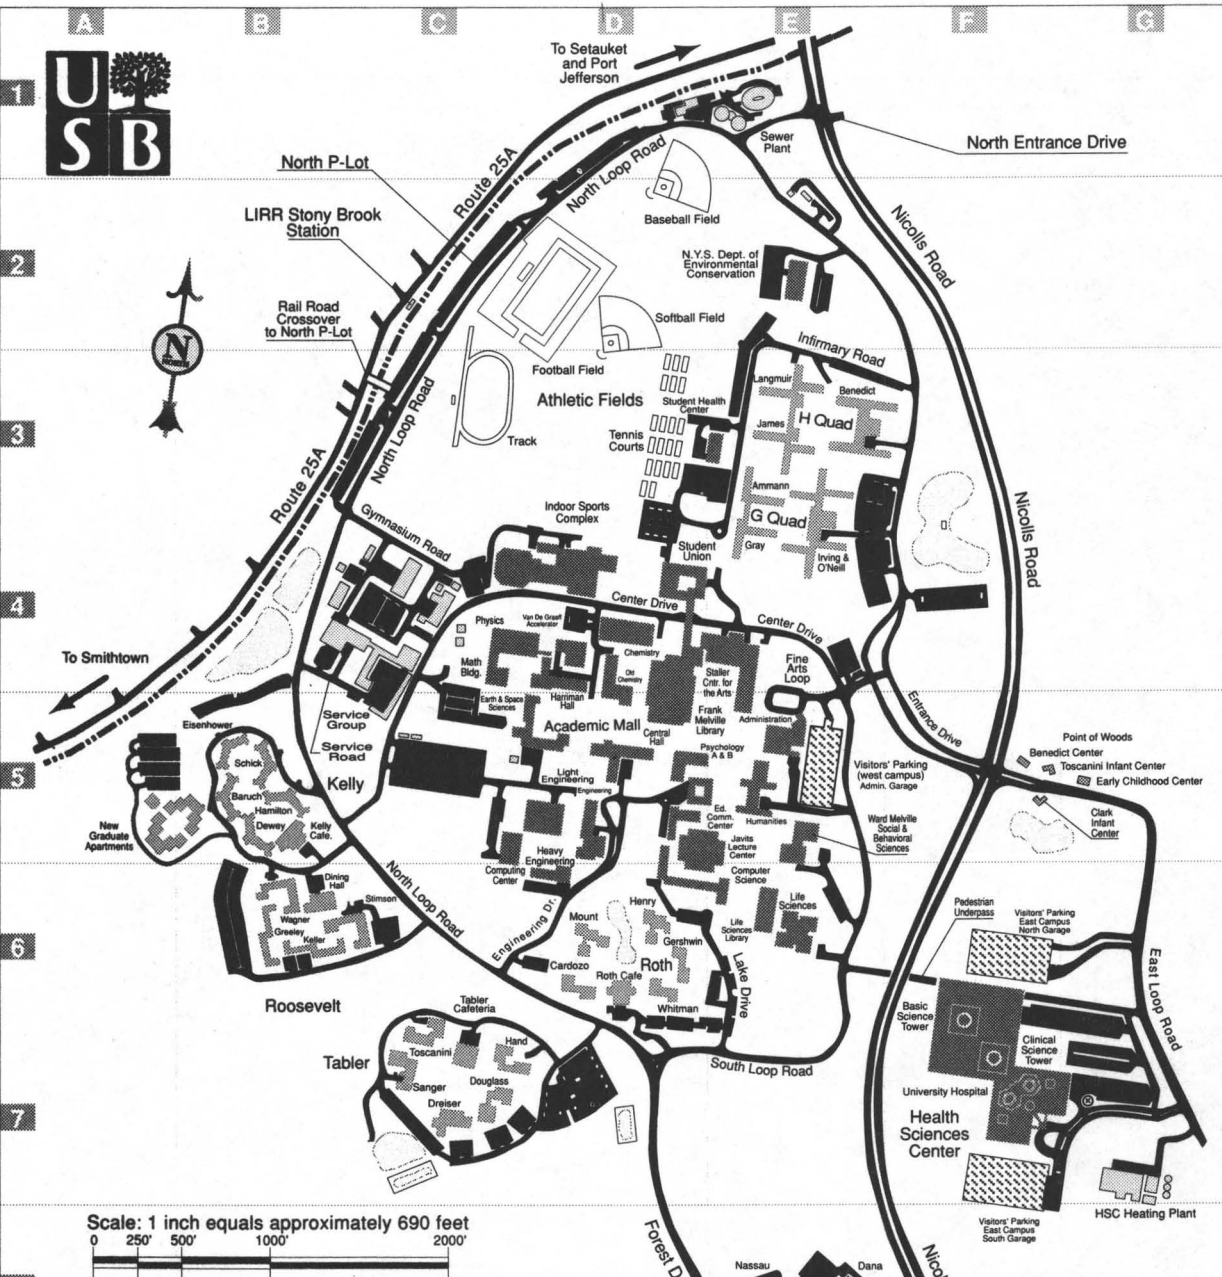 A B C D E F G
1
U
S B
To Setauket
and Port
Jefferson
Sewer
Plant
North Entrance Drive
North P-Lot
Route 25A
North Loop Road
Baseball Field
LIRR Stony Brook
Station
Nicolls Road
2
N.Y.S. Dept. of
Environmental
Conservation
N
Rail Road
Crossover
to North P-Lot
Softball Field
Infirmary Road
Football Field
Langmuir
Benedict
Athletic Fields
Student Health
Center
H Quad
James
3
Tennis
Courts
Track
North Loop Road
Route 25A
Ammann
G Quad
Gray
Irving &
O'Neill
Nicolls Road
Indoor Sports
Complex
Gymnasium Road
Student
Union
4
Center Drive
Center Drive
Van De Graaff
Accelerator
Physics
Chemistry
Math
Bldg.
Old
Chemistry
Staller
Cntr. for
the Arts
Fine
Arts
Loop
To Smithtown
Earth & Space
Sciences
Harriman
Hall
Frank
Melville
Library
Administration
Entrance Drive
Service
Group
Service
Road
Academic Mall
Central
Hall
Psychology
A & B
Eisenhower
Point of Woods
Benedict Center
Toscanini Infant Center
Early Childhood Center
5
Schick
Baruch
Hamilton
Dewey
Kelly
Cafe.
Kelly
Light
Engineering
Engineering
Visitors' Parking
(west campus)
Admin. Garage
Clark
Infant
Center
New
Graduate
Apartments
Ed.
Comm.
Center
Humanities
Ward Melville
Social &
Behavioral
Sciences
Javits
Lecture
Center
Heavy
Engineering
Computing
Center
Computer
Science
North Loop Road
Dining
Hall
Stimson
Wagner
Greeley
Keller
Henry
Mount
Life
Sciences
Life
Sciences
Library
Pedestrian
Underpass
Visitors' Parking
East Campus
North Garage
6
Engineering Dr.
Gershwin
Cardozo
Roth
Roth Cafe
Lake Drive
East Loop Road
Roosevelt
Whitman
Tabler
Cafeteria
Basic
Science
Tower
Clinical
Science
Tower
Tabler
Toscanini
Hand
Sanger
Douglass
Dreiser
South Loop Road
University Hospital
7
Health
Sciences
Center
HSC Heating Plant
Visitors' Parking
East Campus
South Garage
Scale: 1 inch equals approximately 690 feet
0 250' 500' 1000' 2000'
Forest D
Nassau
Dana
Nico